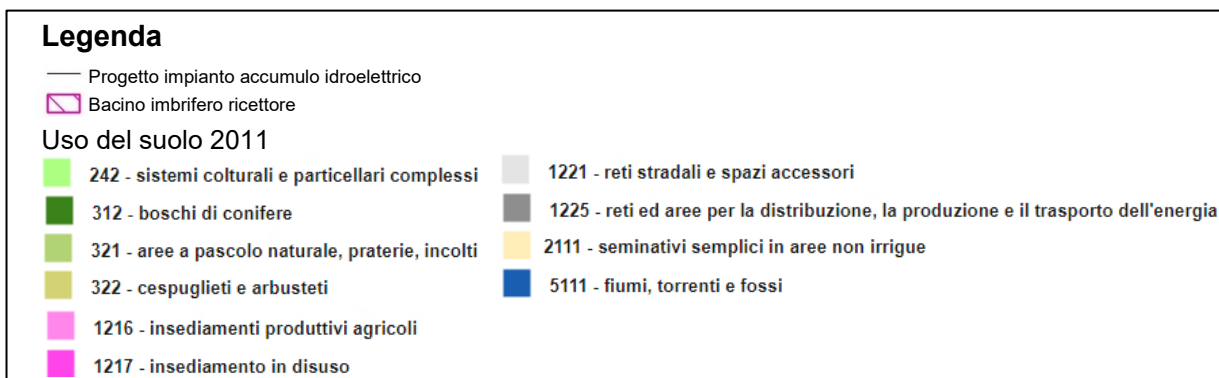 Legenda
Progetto impianto accumulo idroelettrico
Bacino imbrifero ricettore
Uso del suolo 2011
242 - sistemi colturali e particellari complessi
312 - boschi di conifere
321 - aree a pascolo naturale, praterie, incolti
322 - cespuglieti e arbusteti
1216 - insediamenti produttivi agricoli
1217 - insediamento in disuso
1221 - reti stradali e spazi accessori
1225 - reti ed aree per la distribuzione, la produzione e il trasporto dell'energia
2111 - seminativi semplici in aree non irrigue
5111 - fiumi, torrenti e fossi